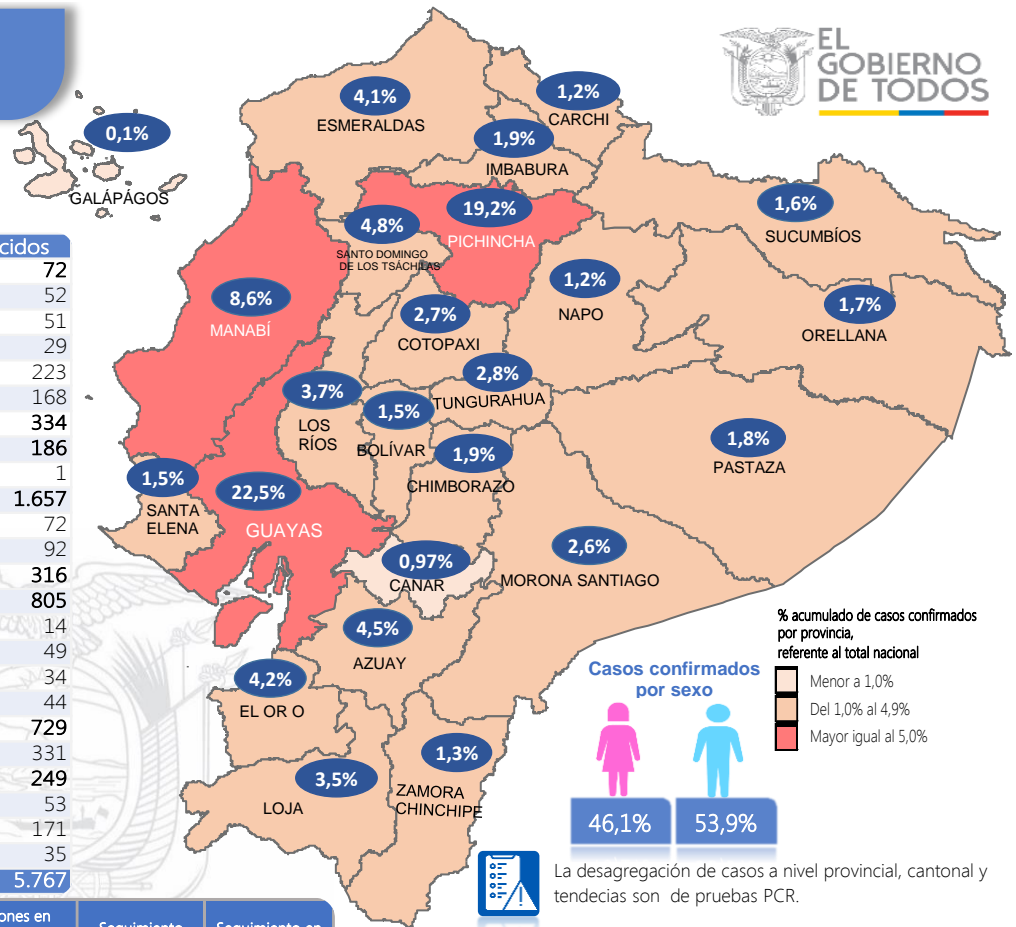 EL
GOBIERNO
DE TODOS
4,1%
ESMERALDAS
1,2%
CARCHI
0,1%
GALÁPÁGOS
1,9%
IMBABURA
19,2%
PICHINCHA
4,8%
SANTO DOMINGO
DE LOS TSÁCHILAS
1,6%
SUCUMBÍOS
8,6%
MANABÍ
1,2%
NAPO
1,7%
ORELLANA
2,7%
COTOPAXI
2,8%
TUNGURAHUA
3,7%
LOS
RÍOS
1,5%
BOLÍVAR
1,8%
PASTAZA
1,9%
CHIMBORAZO
1,5%
SANTA
ELENA
22,5%
GUAYAS
0,97%
CANAR
2,6%
MORONA SANTIAGO
4,5%
AZUAY
4,2%
EL OR O
3,5%
LOJA
1,3%
ZAMORA
CHINCHIPE
cidos
72
52
51
29
223
168
334
186
1
1.657
72
92
316
805
14
49
34
44
729
331
249
53
171
35
5.767
ones en
Seguimiento
Seguimiento en
% acumulado de casos confirmados
por provincia,
referente al total nacional
Menor a 1,0%
Del 1,0% al 4,9%
Mayor igual al 5,0%
Casos confirmados
por sexo
46,1%
53,9%
La desagregación de casos a nivel provincial, cantonal y
tendecias son de pruebas PCR.